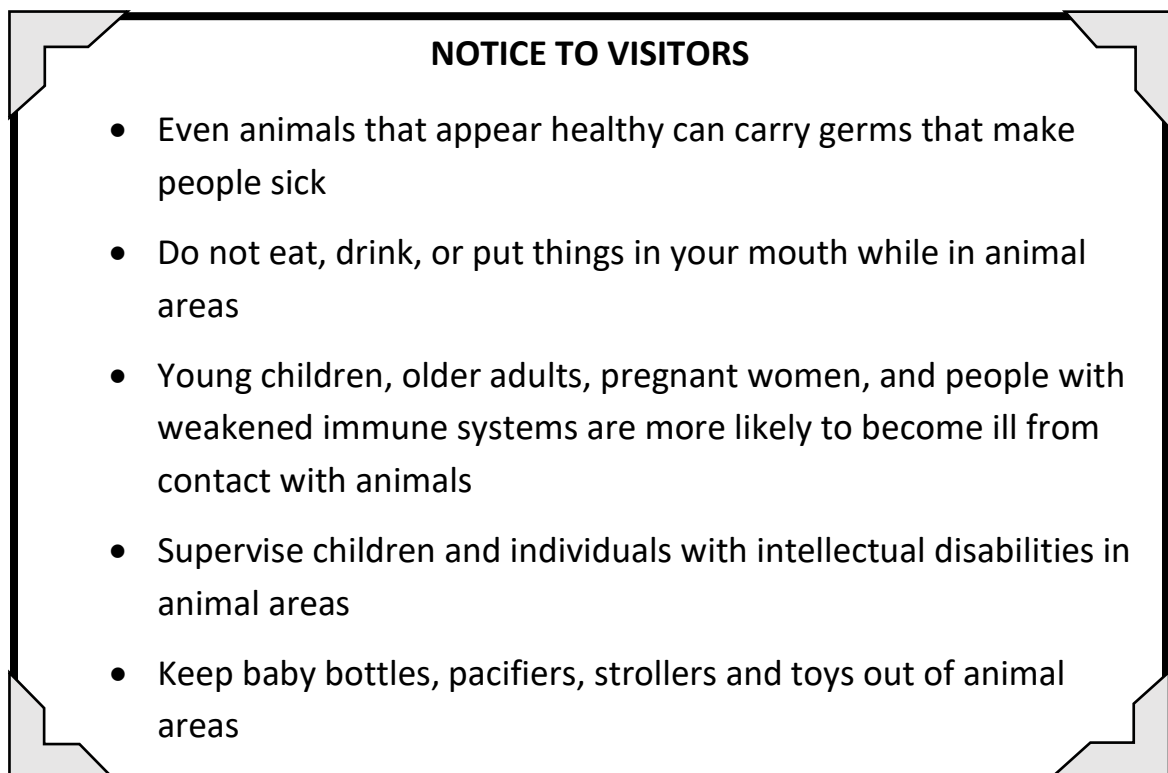 NOTICE TO VISITORS
• Even animals that appear healthy can carry germs that make
people sick
• Do not eat, drink, or put things in your mouth while in animal
areas
• Young children, older adults, pregnant women, and people with
weakened immune systems are more likely to become ill from
contact with animals
• Supervise children and individuals with intellectual disabilities in
animal areas
• Keep baby bottles, pacifiers, strollers and toys out of animal
areas